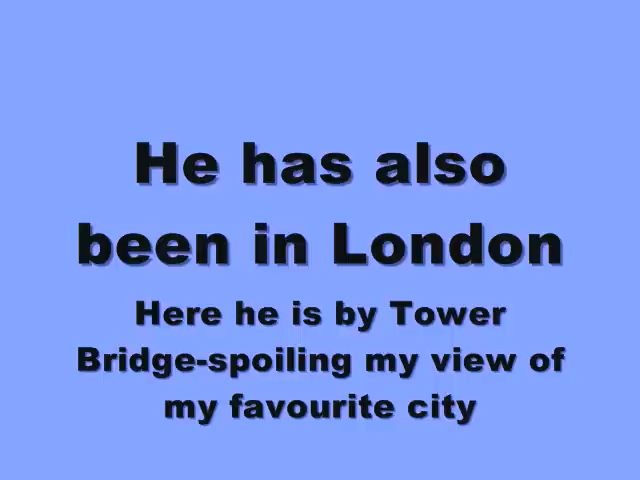 He has also
been in London
Here he is by Tower
Bridge-spoiling my view of
my favourite city